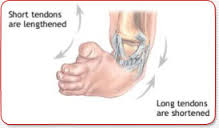 Short tendons
are lengthened
Long tendons
are shortened